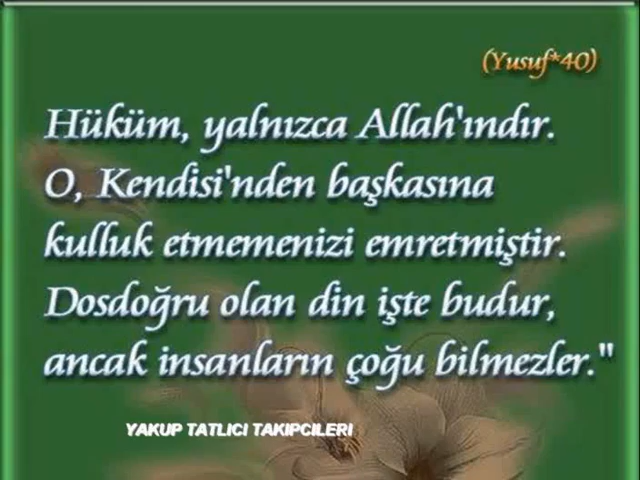 (Yusuf*40)
Hüküm, yalnızca Allah'ındır.
O, Kendisi'nden başkasına
kulluk etmemenizi emretmiştir.
Dosdoğru olan din işte budur,
ancak insanların çoğu bilmezler."
YAKUP TATLICI TAKIPCILERI